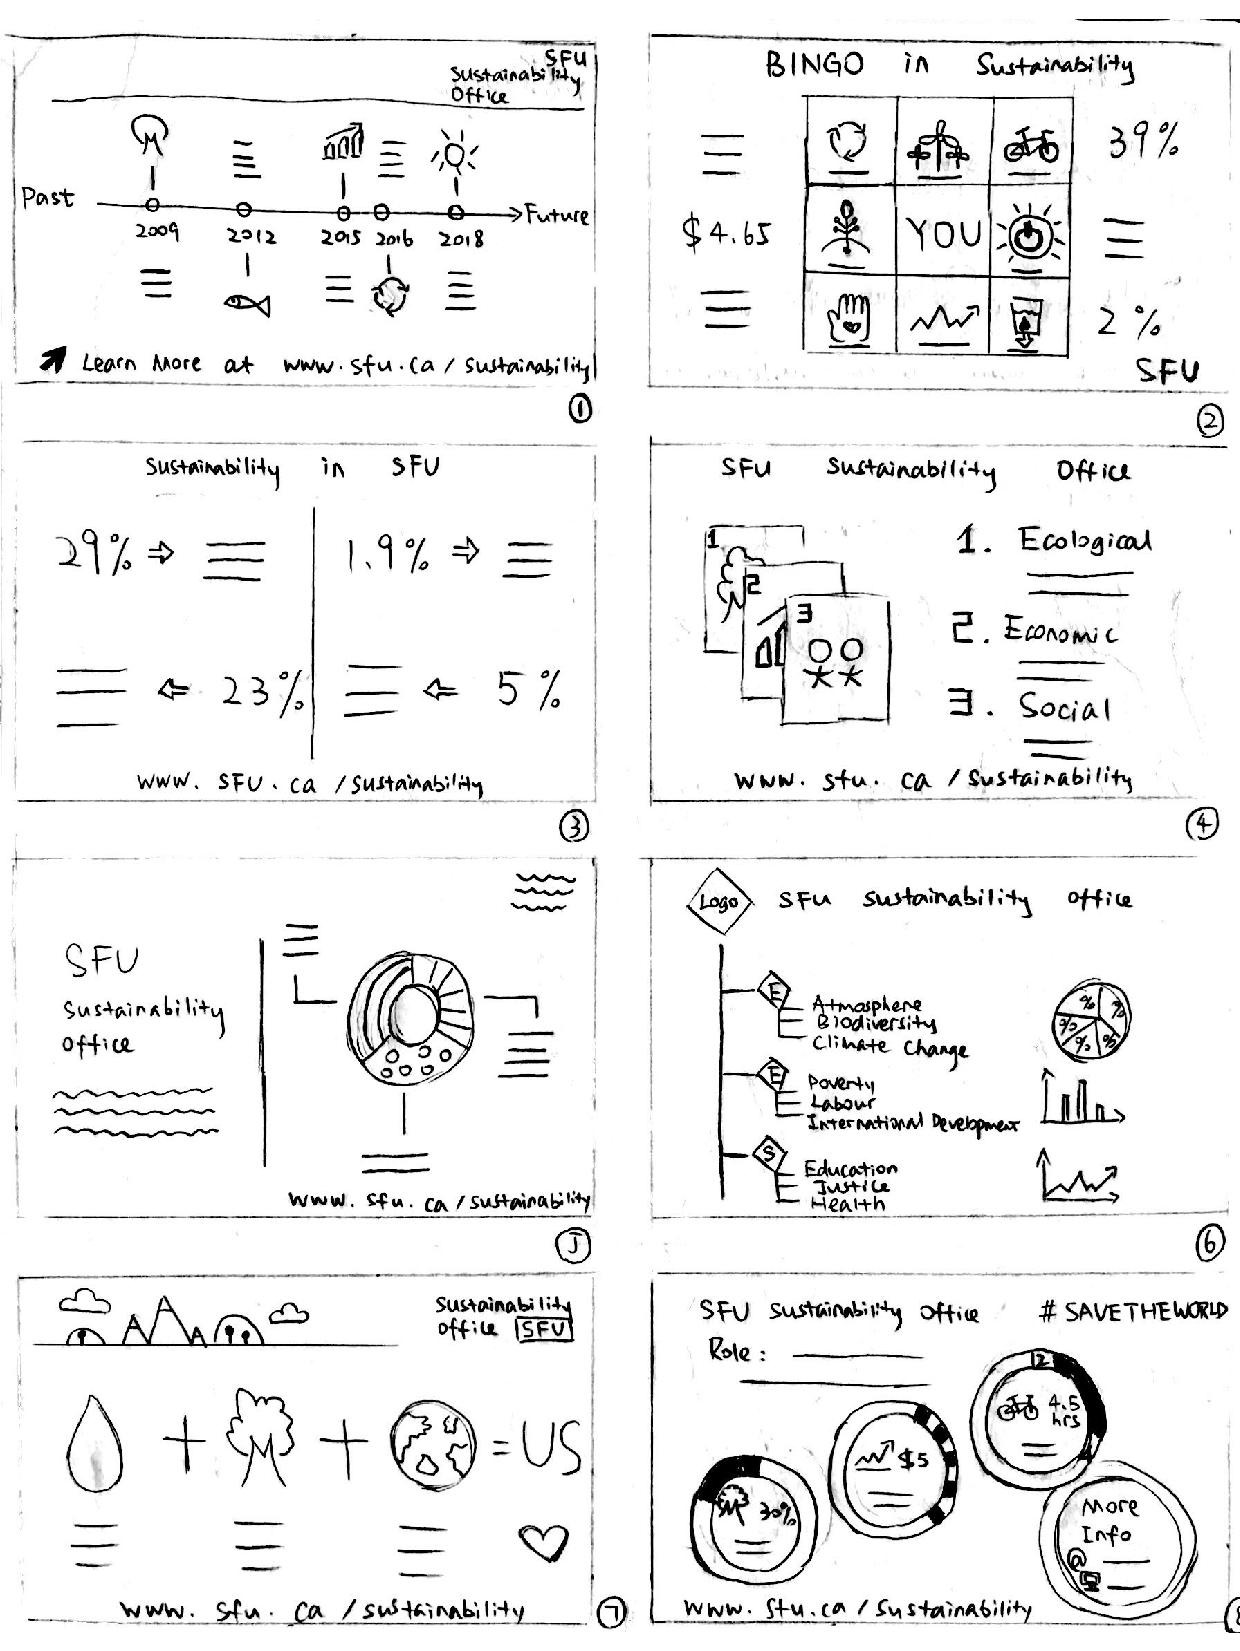 SFU
Sustainability
Office
Past
Future
2009
2012
2015
2016
2018
Learn More at www.sfu.ca/sustainability
1
BINGO in Sustainability
39%
$4.65
YOU
2%
SFU
2
Sustainability in SFU
29%
1.9%
23%
5%
www.SFU.ca/sustainability
3
SFU Sustainability Office
1
2
3
1. Ecological
2. Economic
3. Social
www.sfu.ca/sustainability
4
SFU
Sustainability
Office
www.sfu.ca/sustainability
5
Logo
SFU Sustainability Office
E
Atmosphere
Biodiversity
Climate Change
% % % % %
E
Poverty
Labour
International Development
S
Education
Justice
Health
6
Sustainability
Office SFU
+ + = US
www.sfu.ca/sustainability
7
SFU Sustainability Office #SAVETHEWORLD
Role:
2
4.5
hrs
$5
30%
More
Info
@
www.sfu.ca/sustainability
8